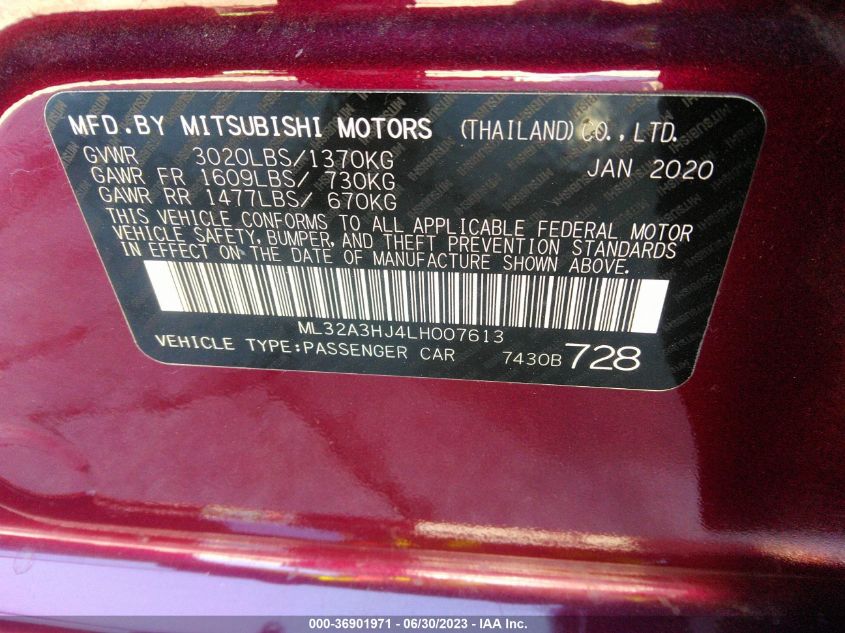 MFD.BY MITSUBISHI MOTORS (THAILAND)CO.,LTD.
GVWR 3020LBS/1370KG JAN 2020
GAWR FR 1609LBS/ 730KG
GAWR RR 1477LBS/ 670KG
THIS VEHICLE CONFORMS TO ALL APPLICABLE FEDERAL MOTOR
VEHICLE SAFETY, BUMPER, AND THEFT PREVENTION STANDARDS
IN EFFECT ON THE DATE OF MANUFACTURE SHOWN ABOVE.
ML32A3HJ4LH007613
VEHICLE TYPE:PASSENGER CAR 7430B 728
000-36901971 - 06/30/2023 - IAA Inc.